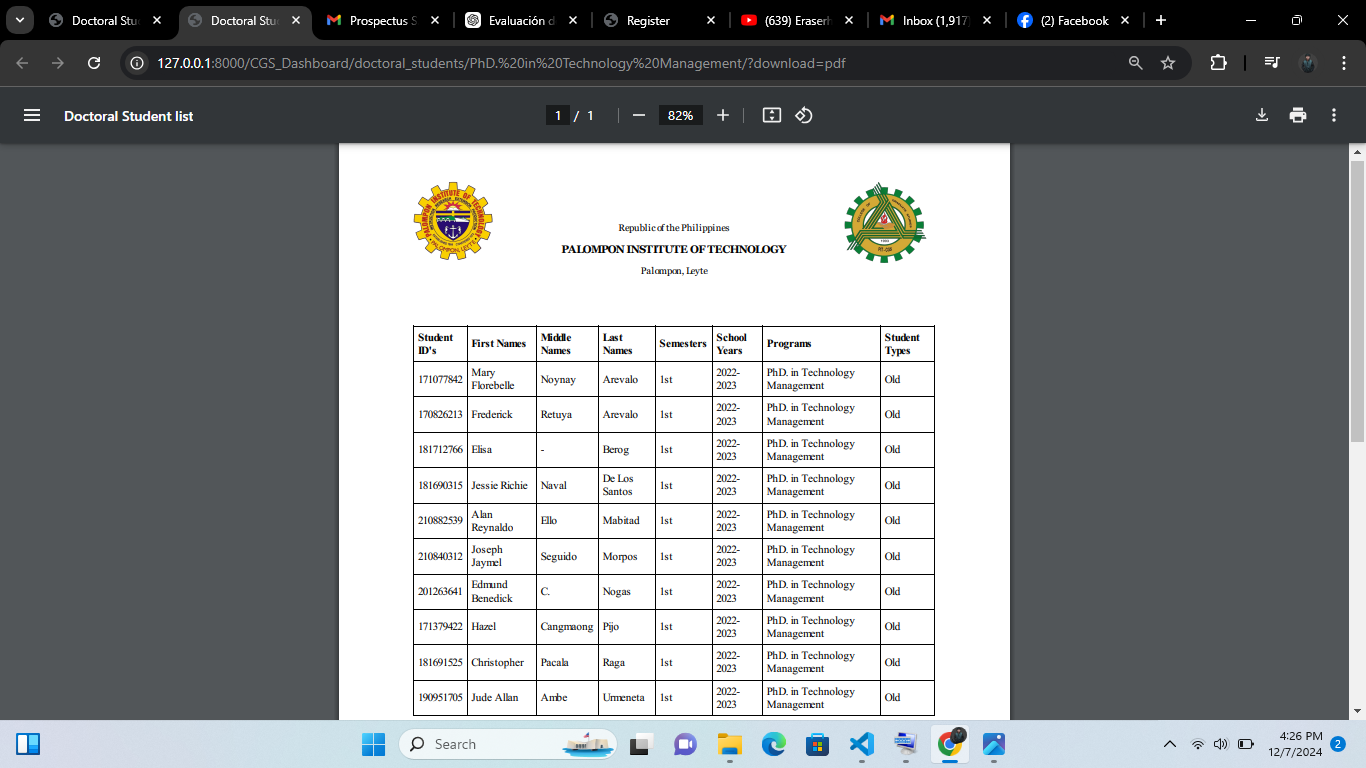 Doctoral Stu
Doctoral Stu
Prospectus S
Evaluación d
Register
(639) Eraserh
Inbox (1,917)
(2) Facebook
127.0.0.1:8000/CGS_Dashboard/doctoral_students/PhD.%20in%20Technology%20Management/?download=pdf
Doctoral Student list
1 / 1
82%
PALOMPON INSTITUTE OF TECHNOLOGY
Republic of the Philippines
PALOMPON INSTITUTE OF TECHNOLOGY
Palompon, Leyte
Student ID's First Names Middle Names Last Names Semesters School Years Programs Student Types
171077842 Mary Florebelle Noynay Arevalo 1st 2022-2023 PhD. in Technology Management Old
170826213 Frederick Retuya Arevalo 1st 2022-2023 PhD. in Technology Management Old
181712766 Elisa - Berog 1st 2022-2023 PhD. in Technology Management Old
181690315 Jessie Richie Naval De Los Santos 1st 2022-2023 PhD. in Technology Management Old
210882539 Alan Reynaldo Ello Mabitad 1st 2022-2023 PhD. in Technology Management Old
210840312 Joseph Jaymel Seguido Morpos 1st 2022-2023 PhD. in Technology Management Old
201263641 Edmund Benedick C. Nogas 1st 2022-2023 PhD. in Technology Management Old
171379422 Hazel Cangmaong Pijo 1st 2022-2023 PhD. in Technology Management Old
181691525 Christopher Pacala Raga 1st 2022-2023 PhD. in Technology Management Old
190951705 Jude Allan Ambe Urmeneta 1st 2022-2023 PhD. in Technology Management Old
Search
4:26 PM
12/7/2024
2